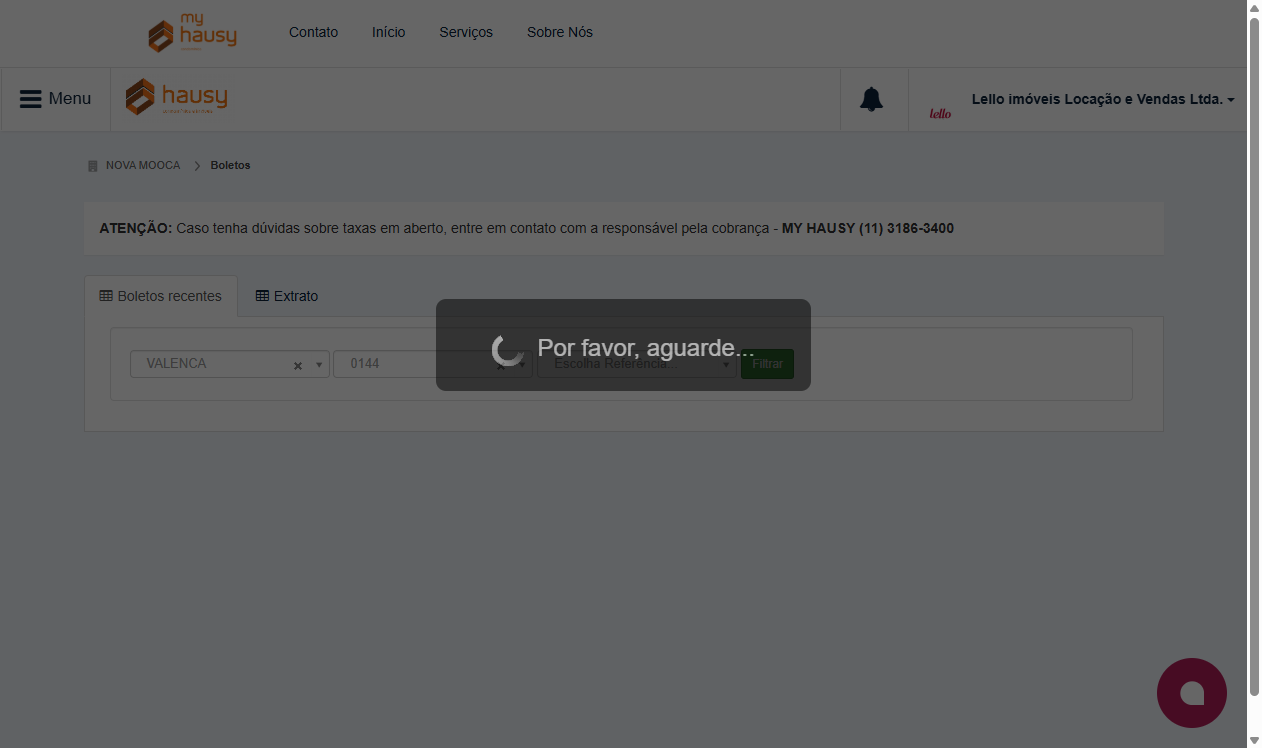 my
hausy
Contato Início Serviços Sobre Nós
Menu
hausy
lello
Lello imóveis Locação e Vendas Ltda.
NOVA MOOCA Boletos
ATENÇÃO: Caso tenha dúvidas sobre taxas em aberto, entre em contato com a responsável pela cobrança - MY HAUSY (11) 3186-3400
Boletos recentes Extrato
Por favor, aguarde...
VALENCA × 0144 × Escolha Referência... Filtrar